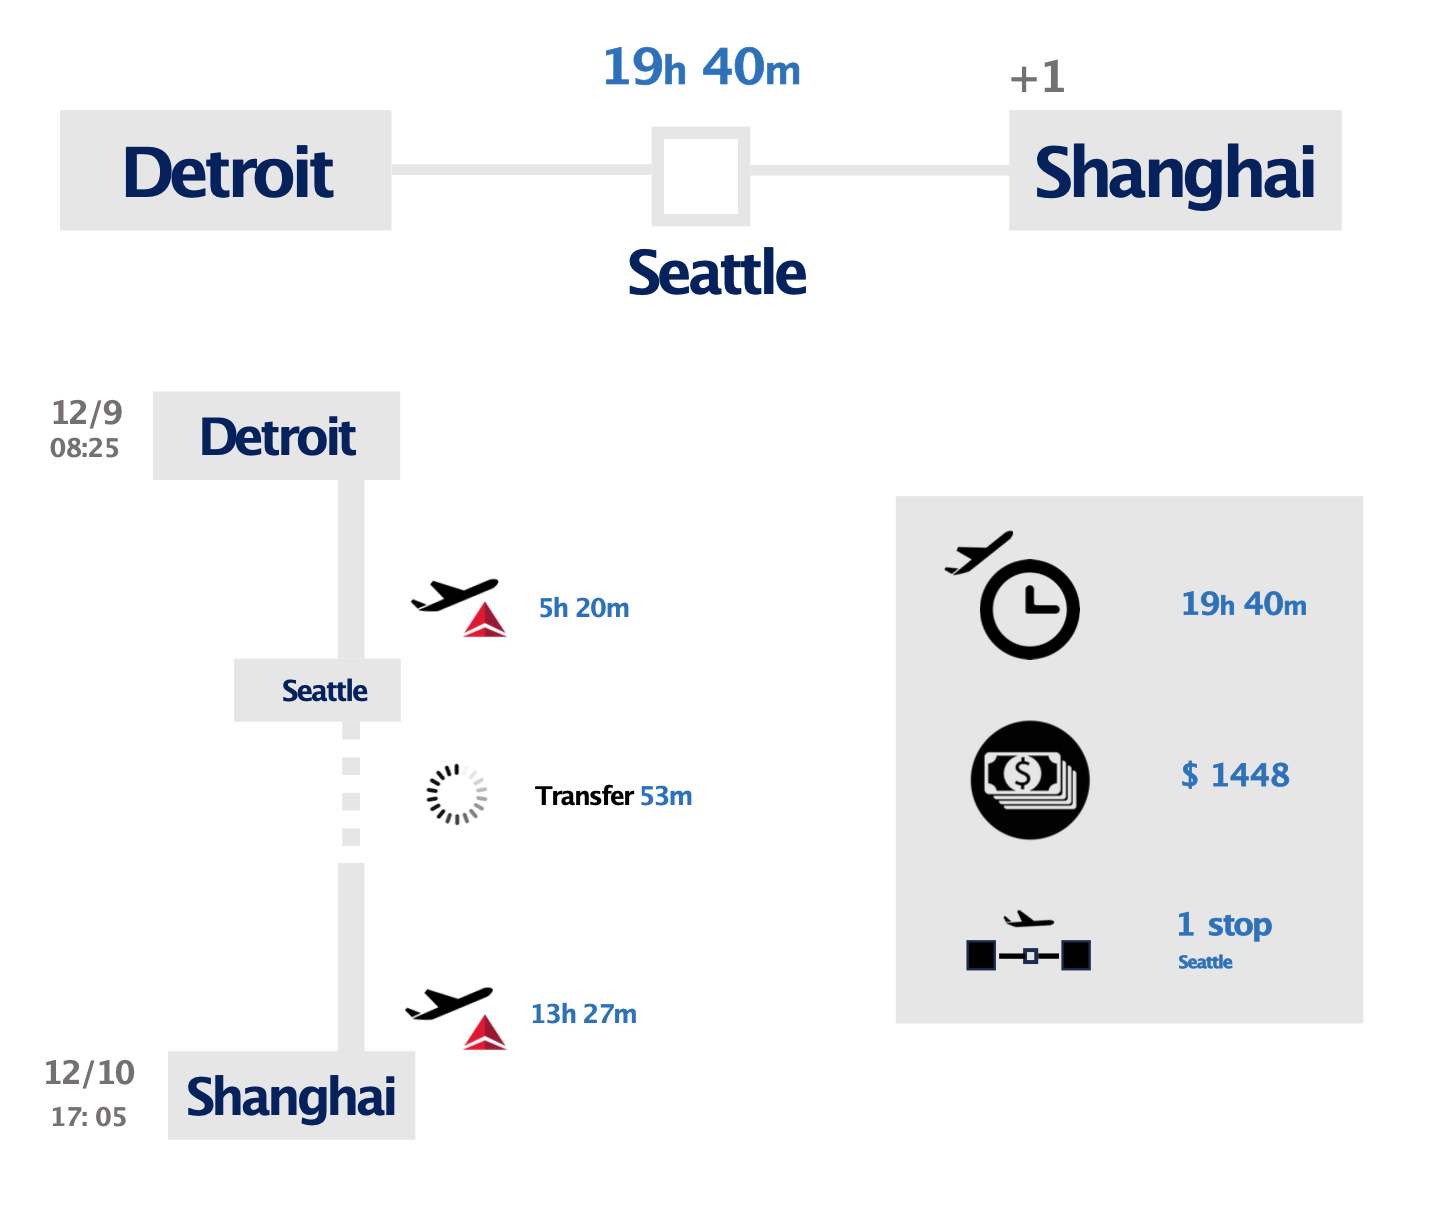 19h 40m
+1
Detroit
Shanghai
Seattle
12/9
08:25
Detroit
5h 20m
Seattle
Transfer 53m
13h 27m
12/10
17: 05
Shanghai
19h 40m
$
$ 1448
1 stop
Seattle